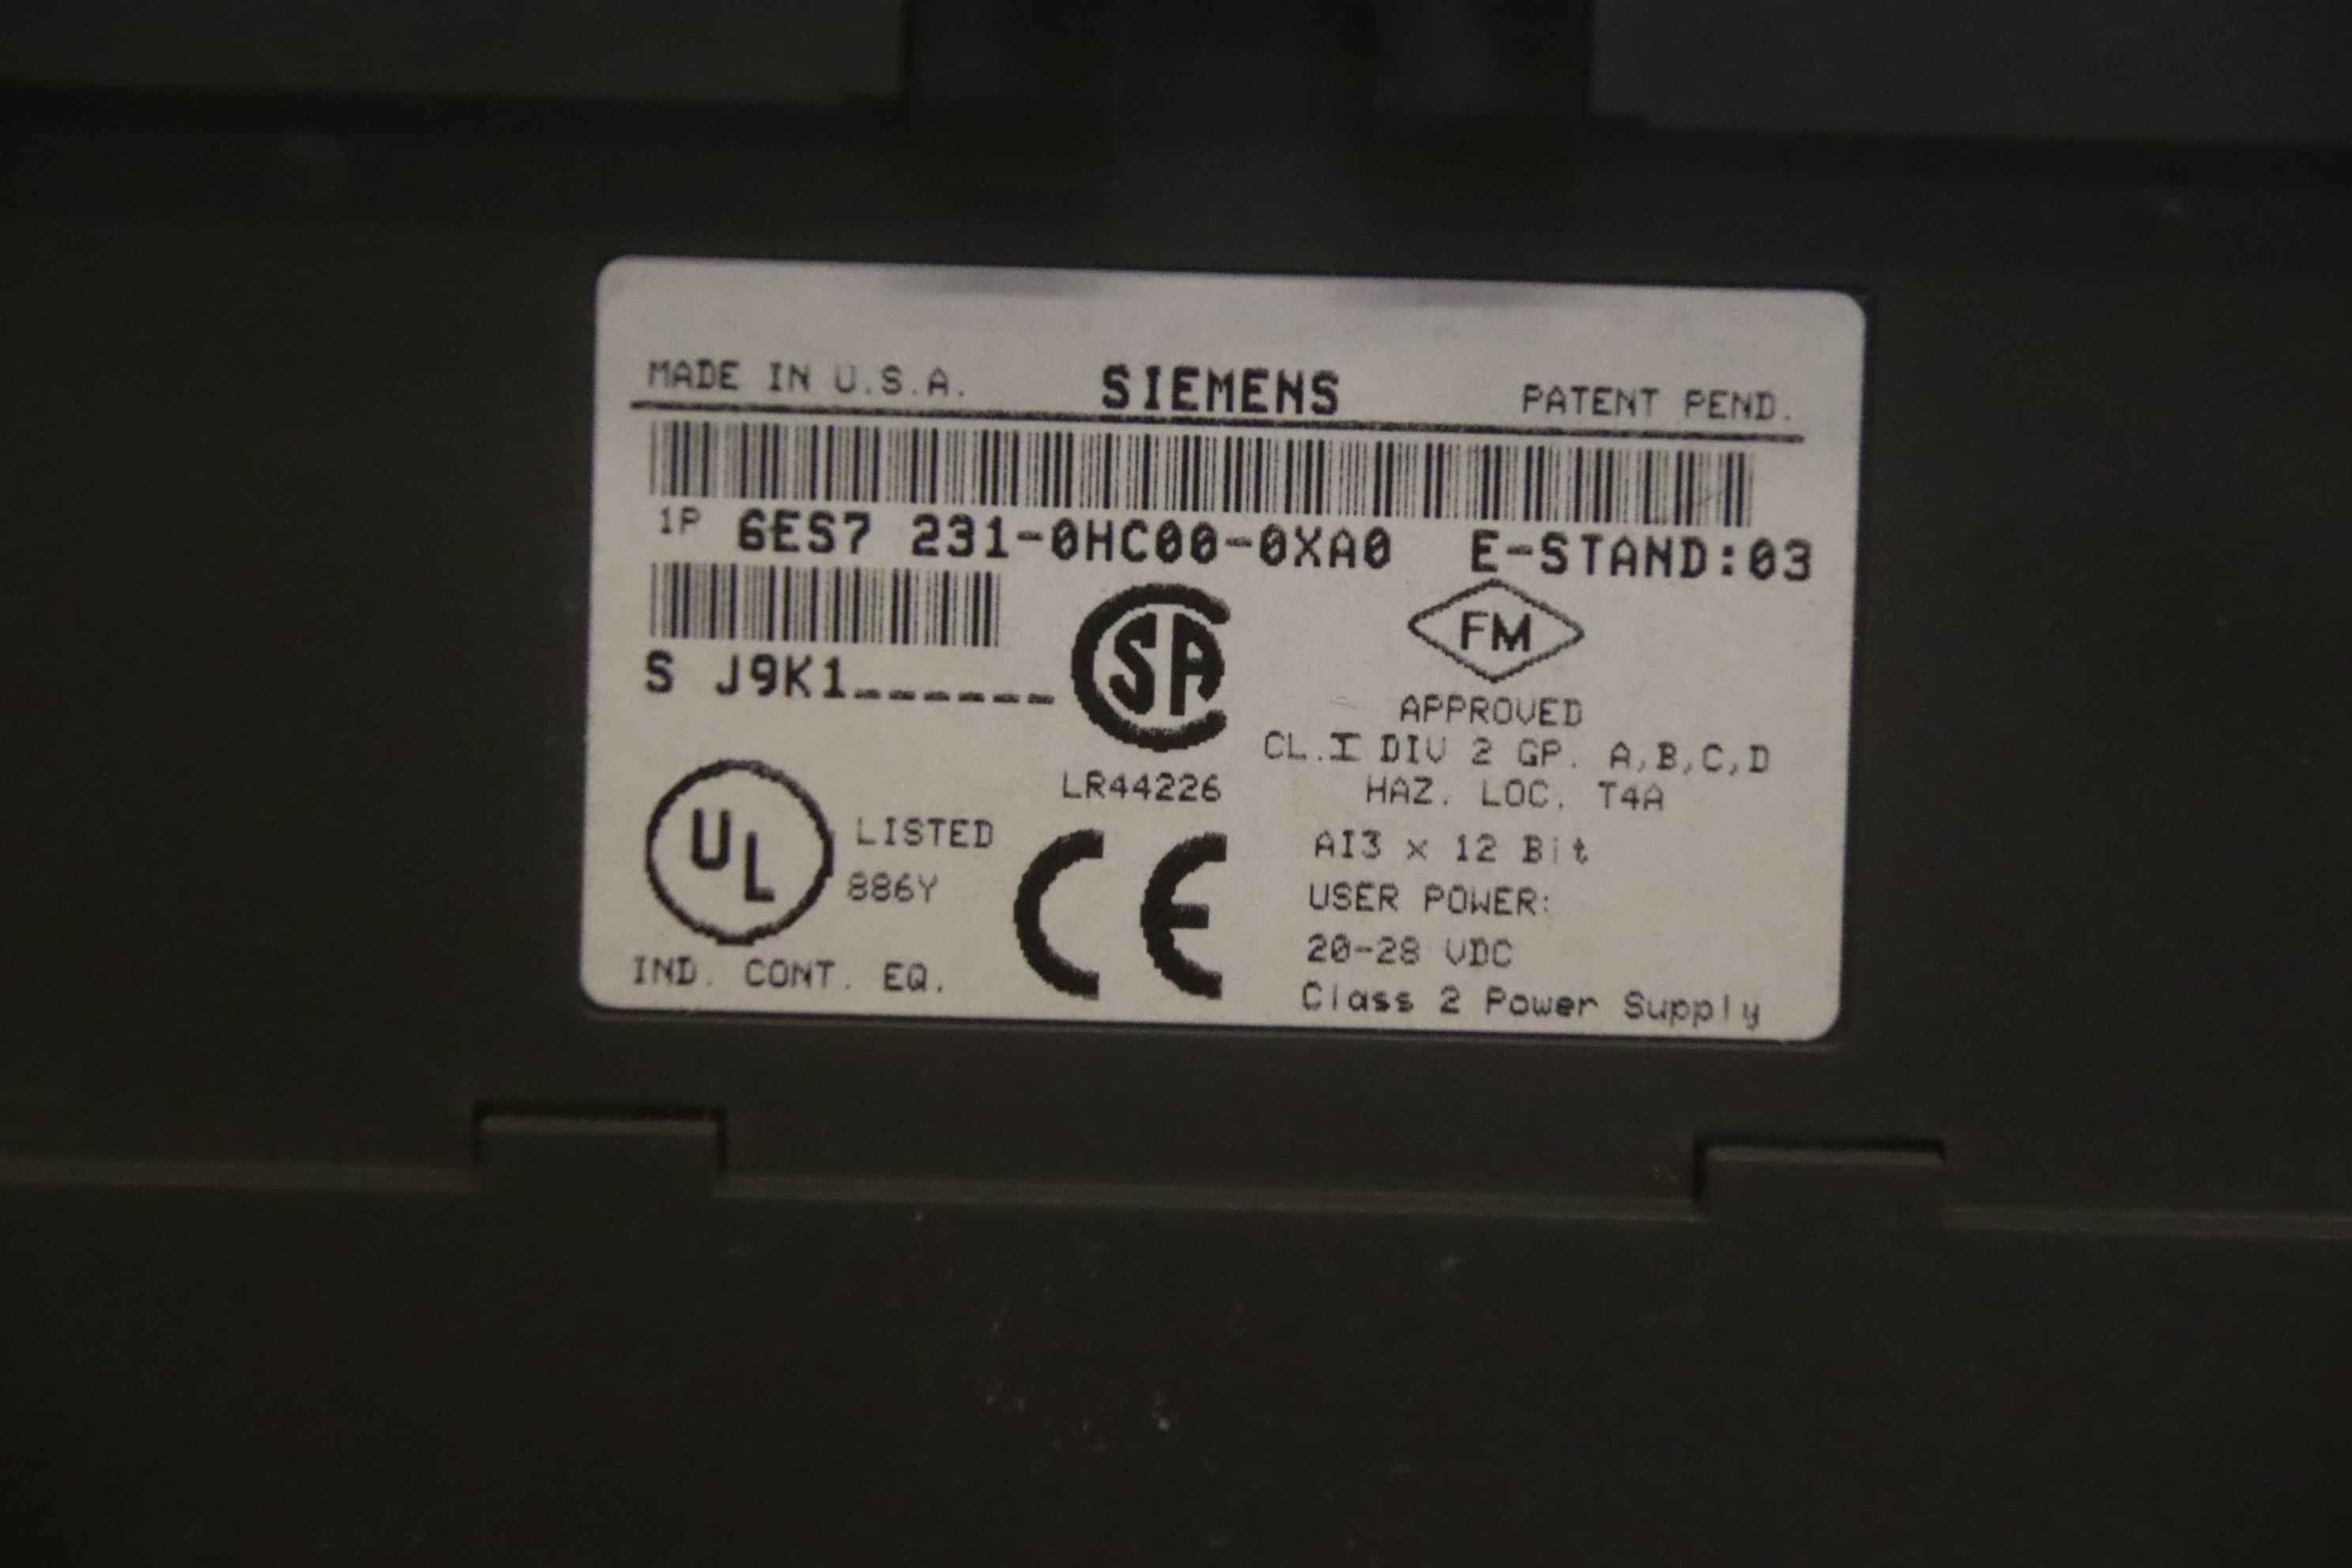 MADE IN U.S.A. SIEMENS PATENT PEND.
1P 6ES7 231-0HC00-0XA0 E-STAND:03
S J9K1______
SA
FM
APPROVED
CL.I DIV 2 GP. A,B,C,D
LR44226
HAZ. LOC. T4A
UL LISTED
886Y
CE
AI3 x 12 Bit
USER POWER:
20-28 VDC
IND. CONT. EQ.
Class 2 Power Supply